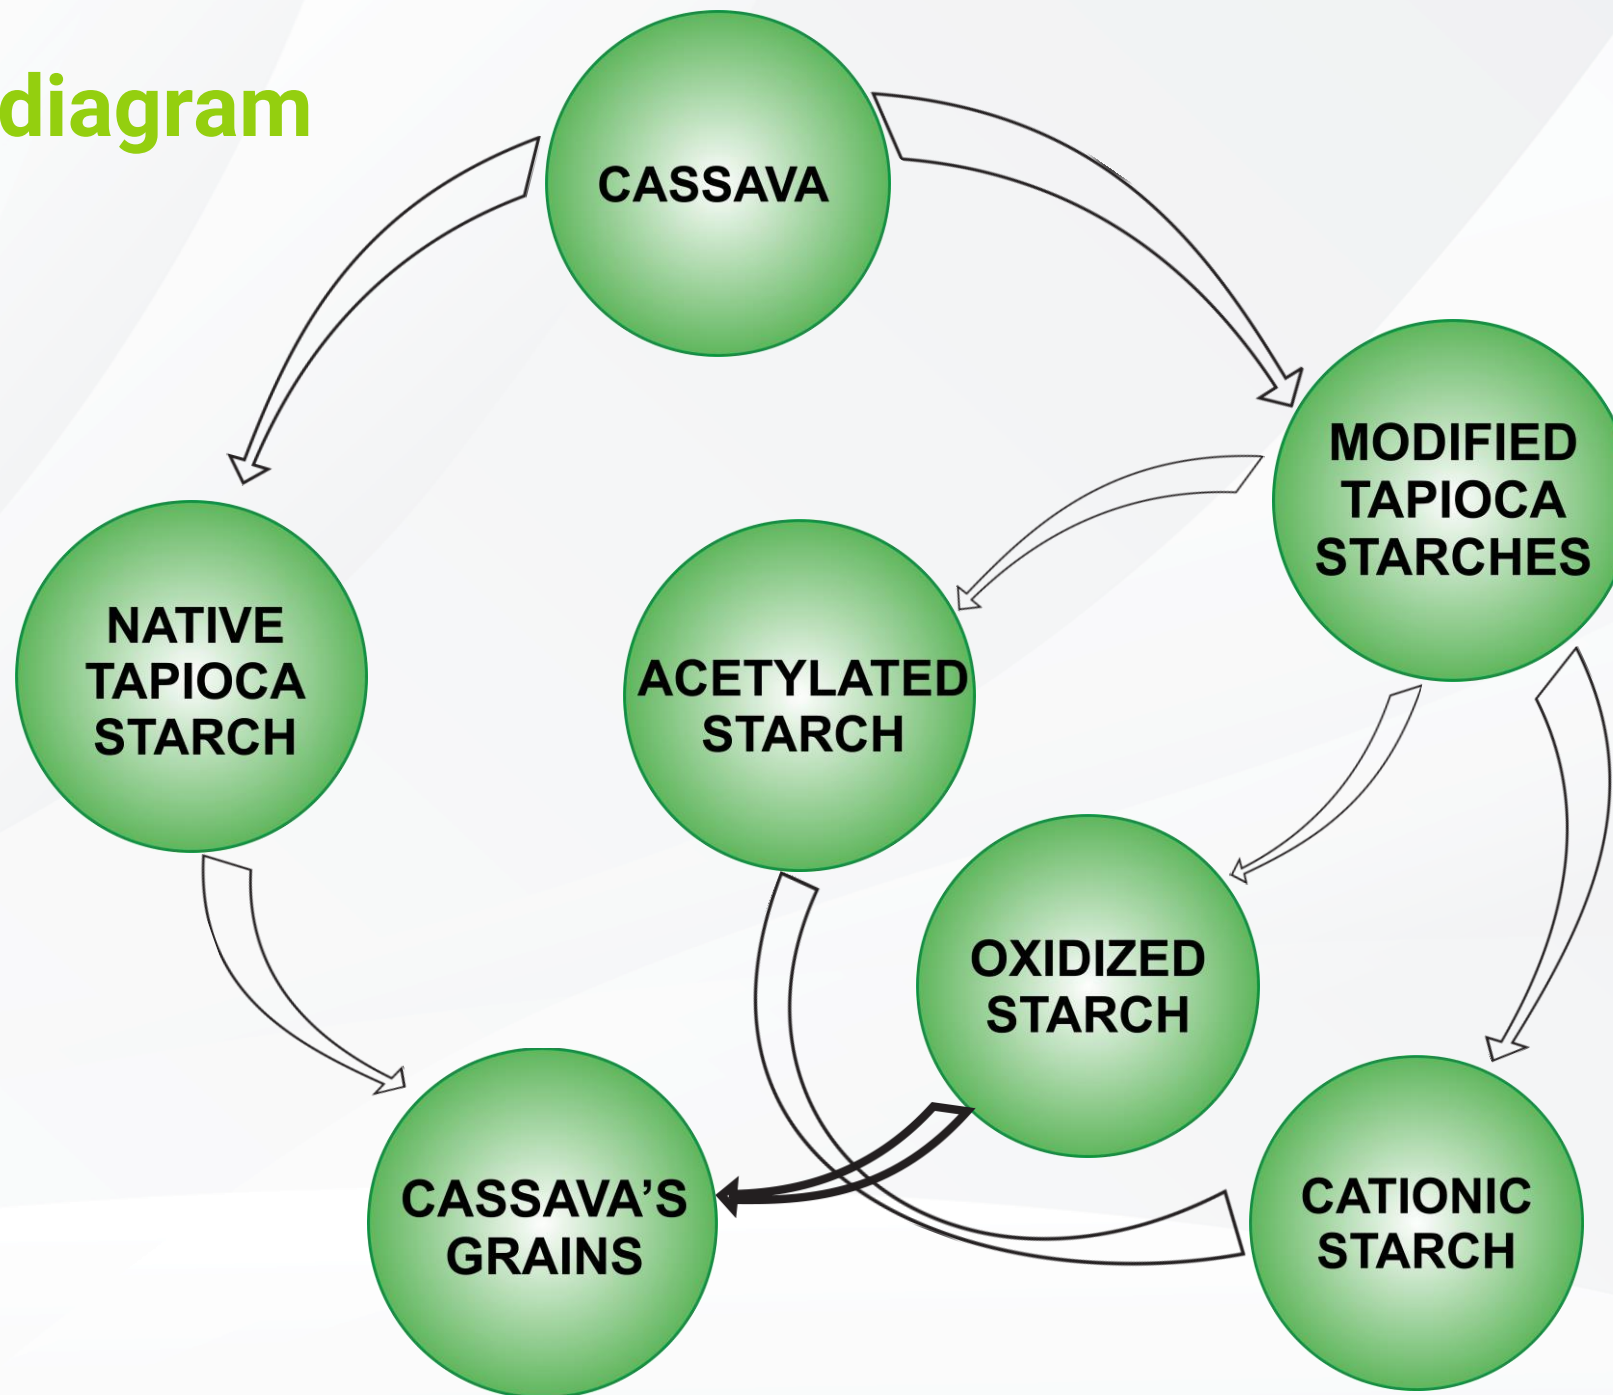 diagram
CASSAVA
MODIFIED
TAPIOCA
STARCHES
NATIVE
TAPIOCA
STARCH
ACETYLATED
STARCH
OXIDIZED
STARCH
CASSAVA’S
GRAINS
CATIONIC
STARCH